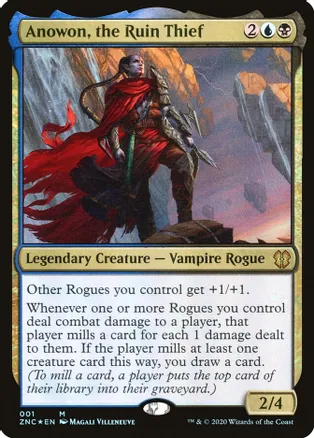 Anowon, the Ruin Thief 2
Legendary Creature — Vampire Rogue
Other Rogues you control get +1/+1.
Whenever one or more Rogues you control
deal combat damage to a player, that
player mills a card for each 1 damage dealt
to them. If the player mills at least one
creature card this way, you draw a card.
(To mill a card, a player puts the top card of
their library into their graveyard.)
2/4
001 M
ZNC★EN MAGALI VILLENEUVE
™ & © 2020 Wizards of the Coast